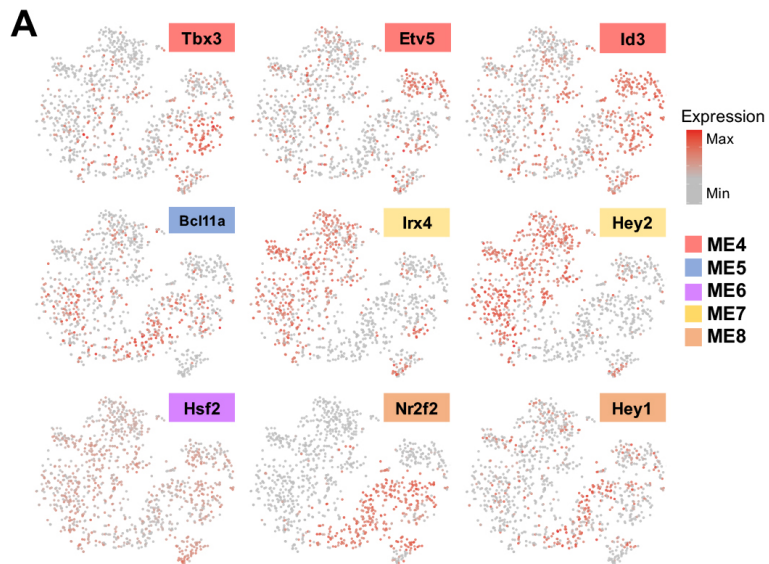 A
Tbx3
Etv5
Id3
Expression
Max
Min
Bcl11a
Irx4
Hey2
ME4
ME5
ME6
ME7
ME8
Hsf2
Nr2f2
Hey1